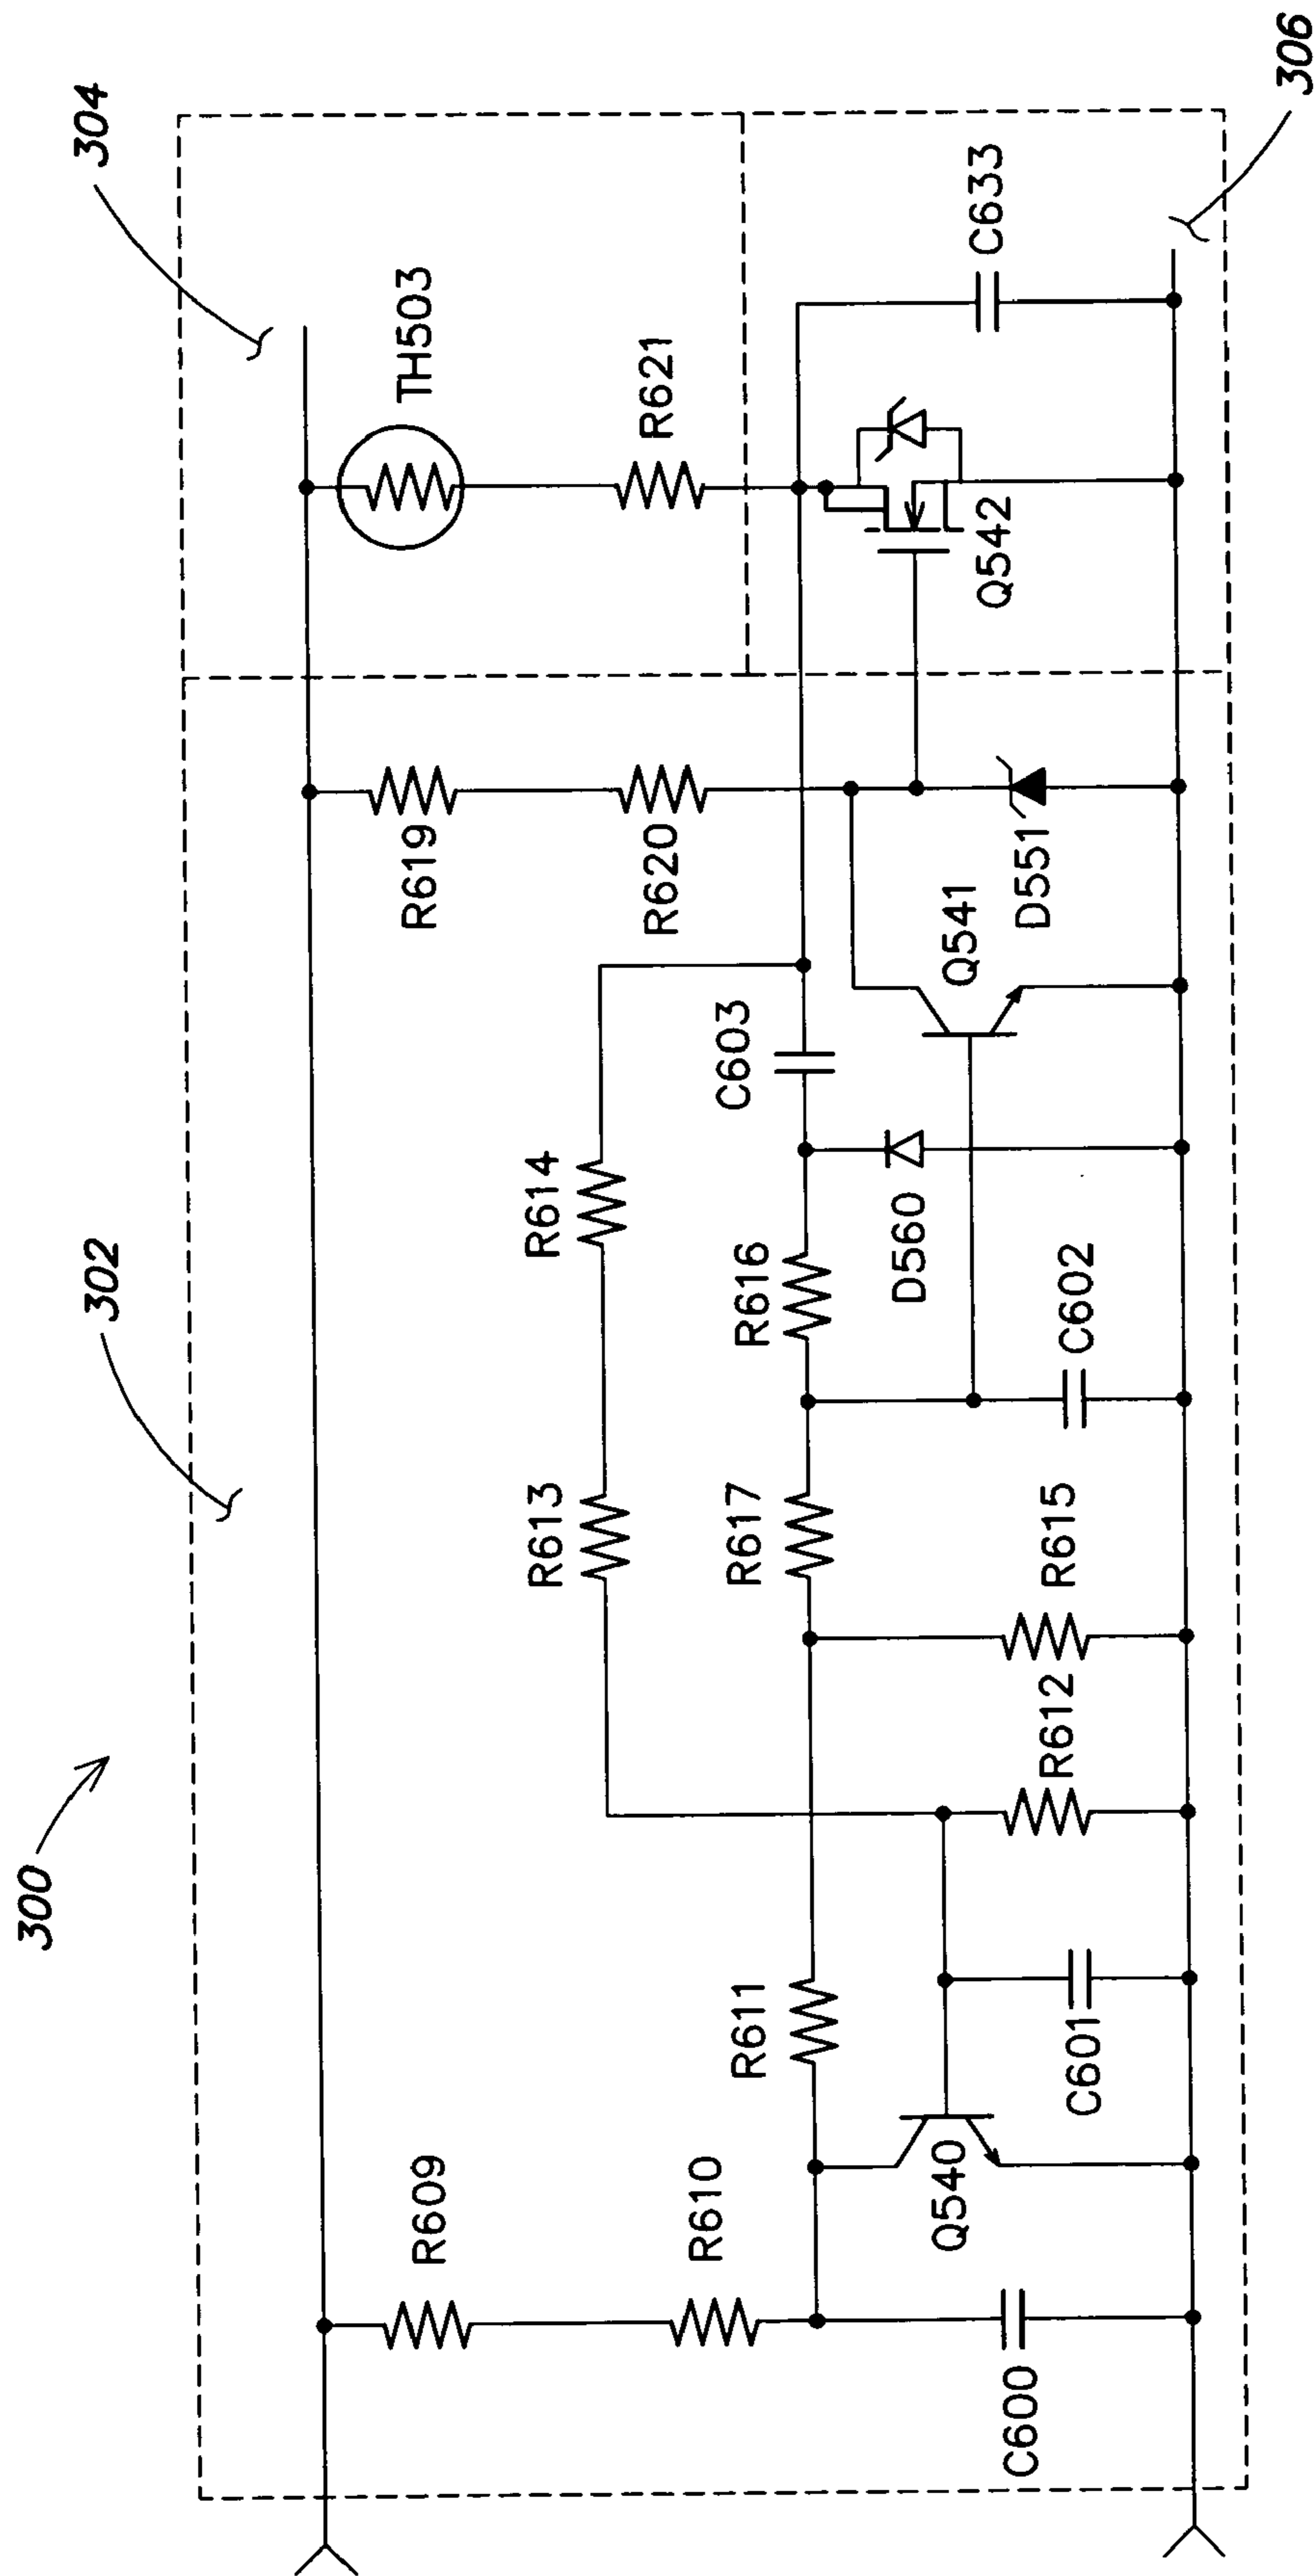 300
302
304
306
R609
R610
C600
Q540
R611
C601
R612
R615
R613
R614
R617
R616
C602
D560
C603
Q541
R619
R620
D551
TH503
R621
Q542
C633